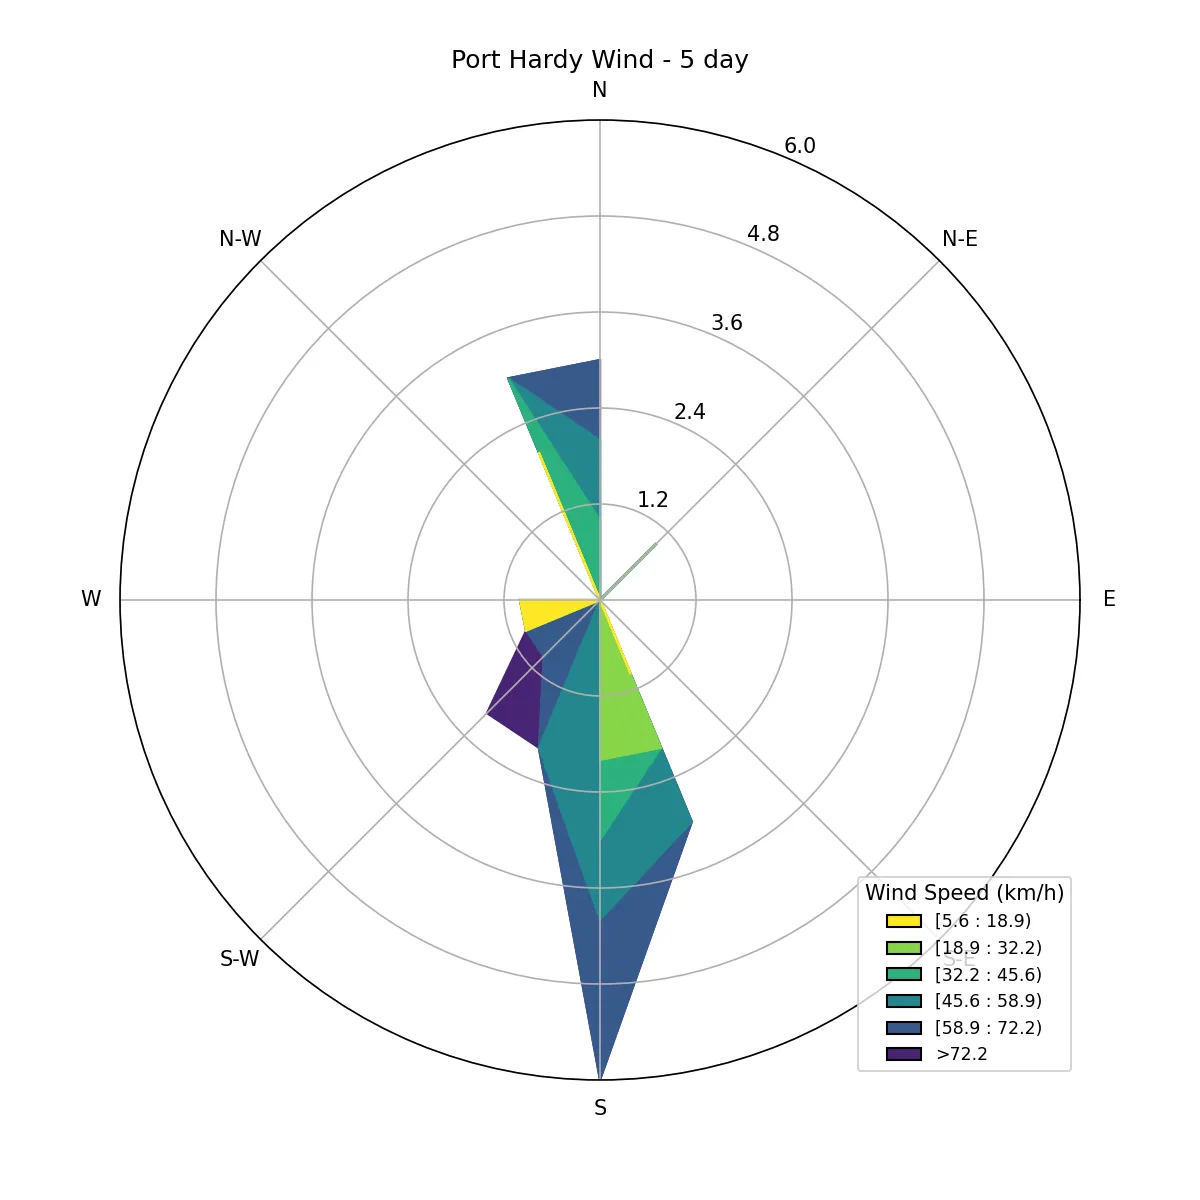 Port Hardy Wind - 5 day
N
6.0
N-W
4.8
N-E
3.6
2.4
1.2
W
E
S-W
S-E
S
Wind Speed (km/h)
[5.6 : 18.9)
[18.9 : 32.2)
[32.2 : 45.6)
[45.6 : 58.9)
[58.9 : 72.2)
>72.2